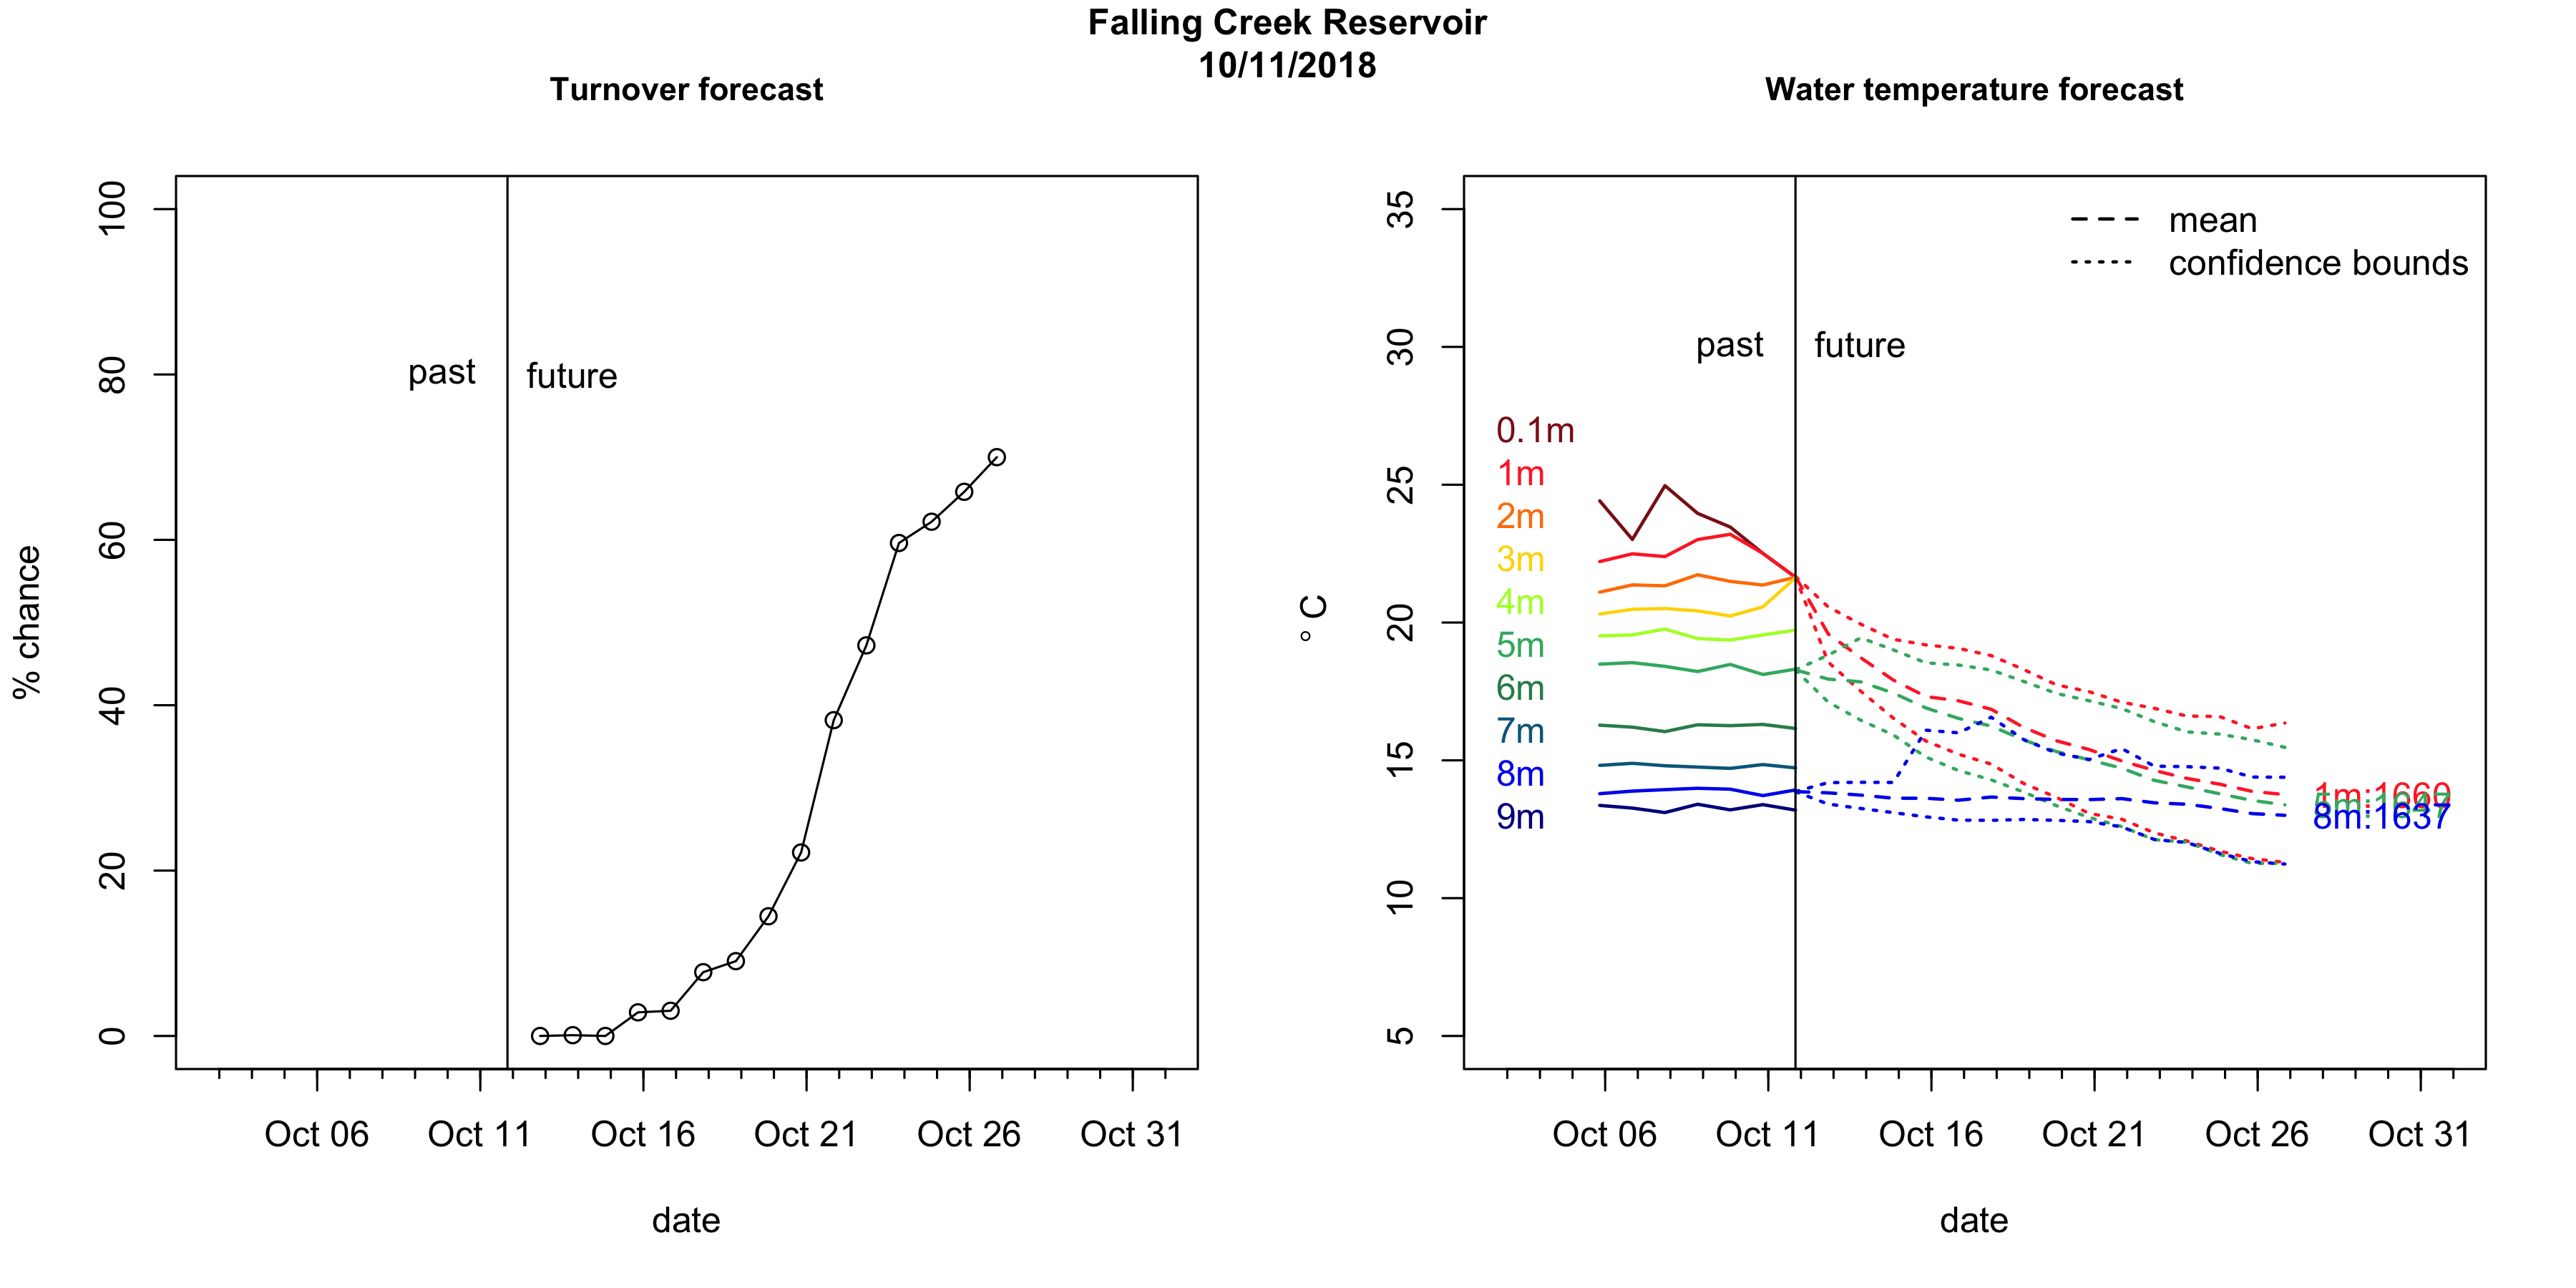 Falling Creek Reservoir
10/11/2018
Turnover forecast
% chance
100
80
60
40
20
0
past
future
Oct 06
Oct 11
Oct 16
Oct 21
Oct 26
Oct 31
date
Water temperature forecast
° C
35
30
25
20
15
10
5
mean
confidence bounds
past
future
0.1m
1m
2m
3m
4m
5m
6m
7m
8m
9m
1m:1660
8m:1637
Oct 06
Oct 11
Oct 16
Oct 21
Oct 26
Oct 31
date